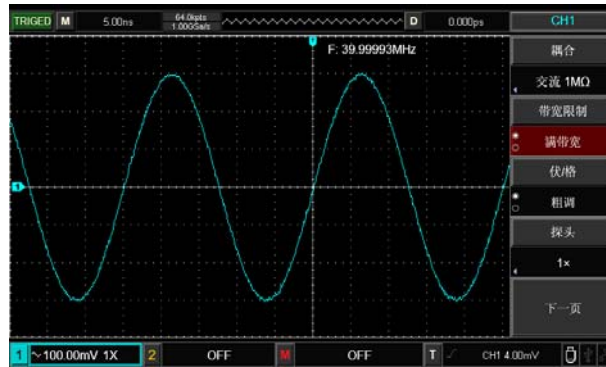 TRIGED M 5.00ns 64.0kpts 1.00GSa/s D 0.000ps CH1
F: 39.99993MHz
耦合
交流 1MΩ
带宽限制
满带宽
伏/格
粗调
探头
1×
下一页
1 ~100.00mV 1X 2 OFF M OFF T CH1 4.00mV